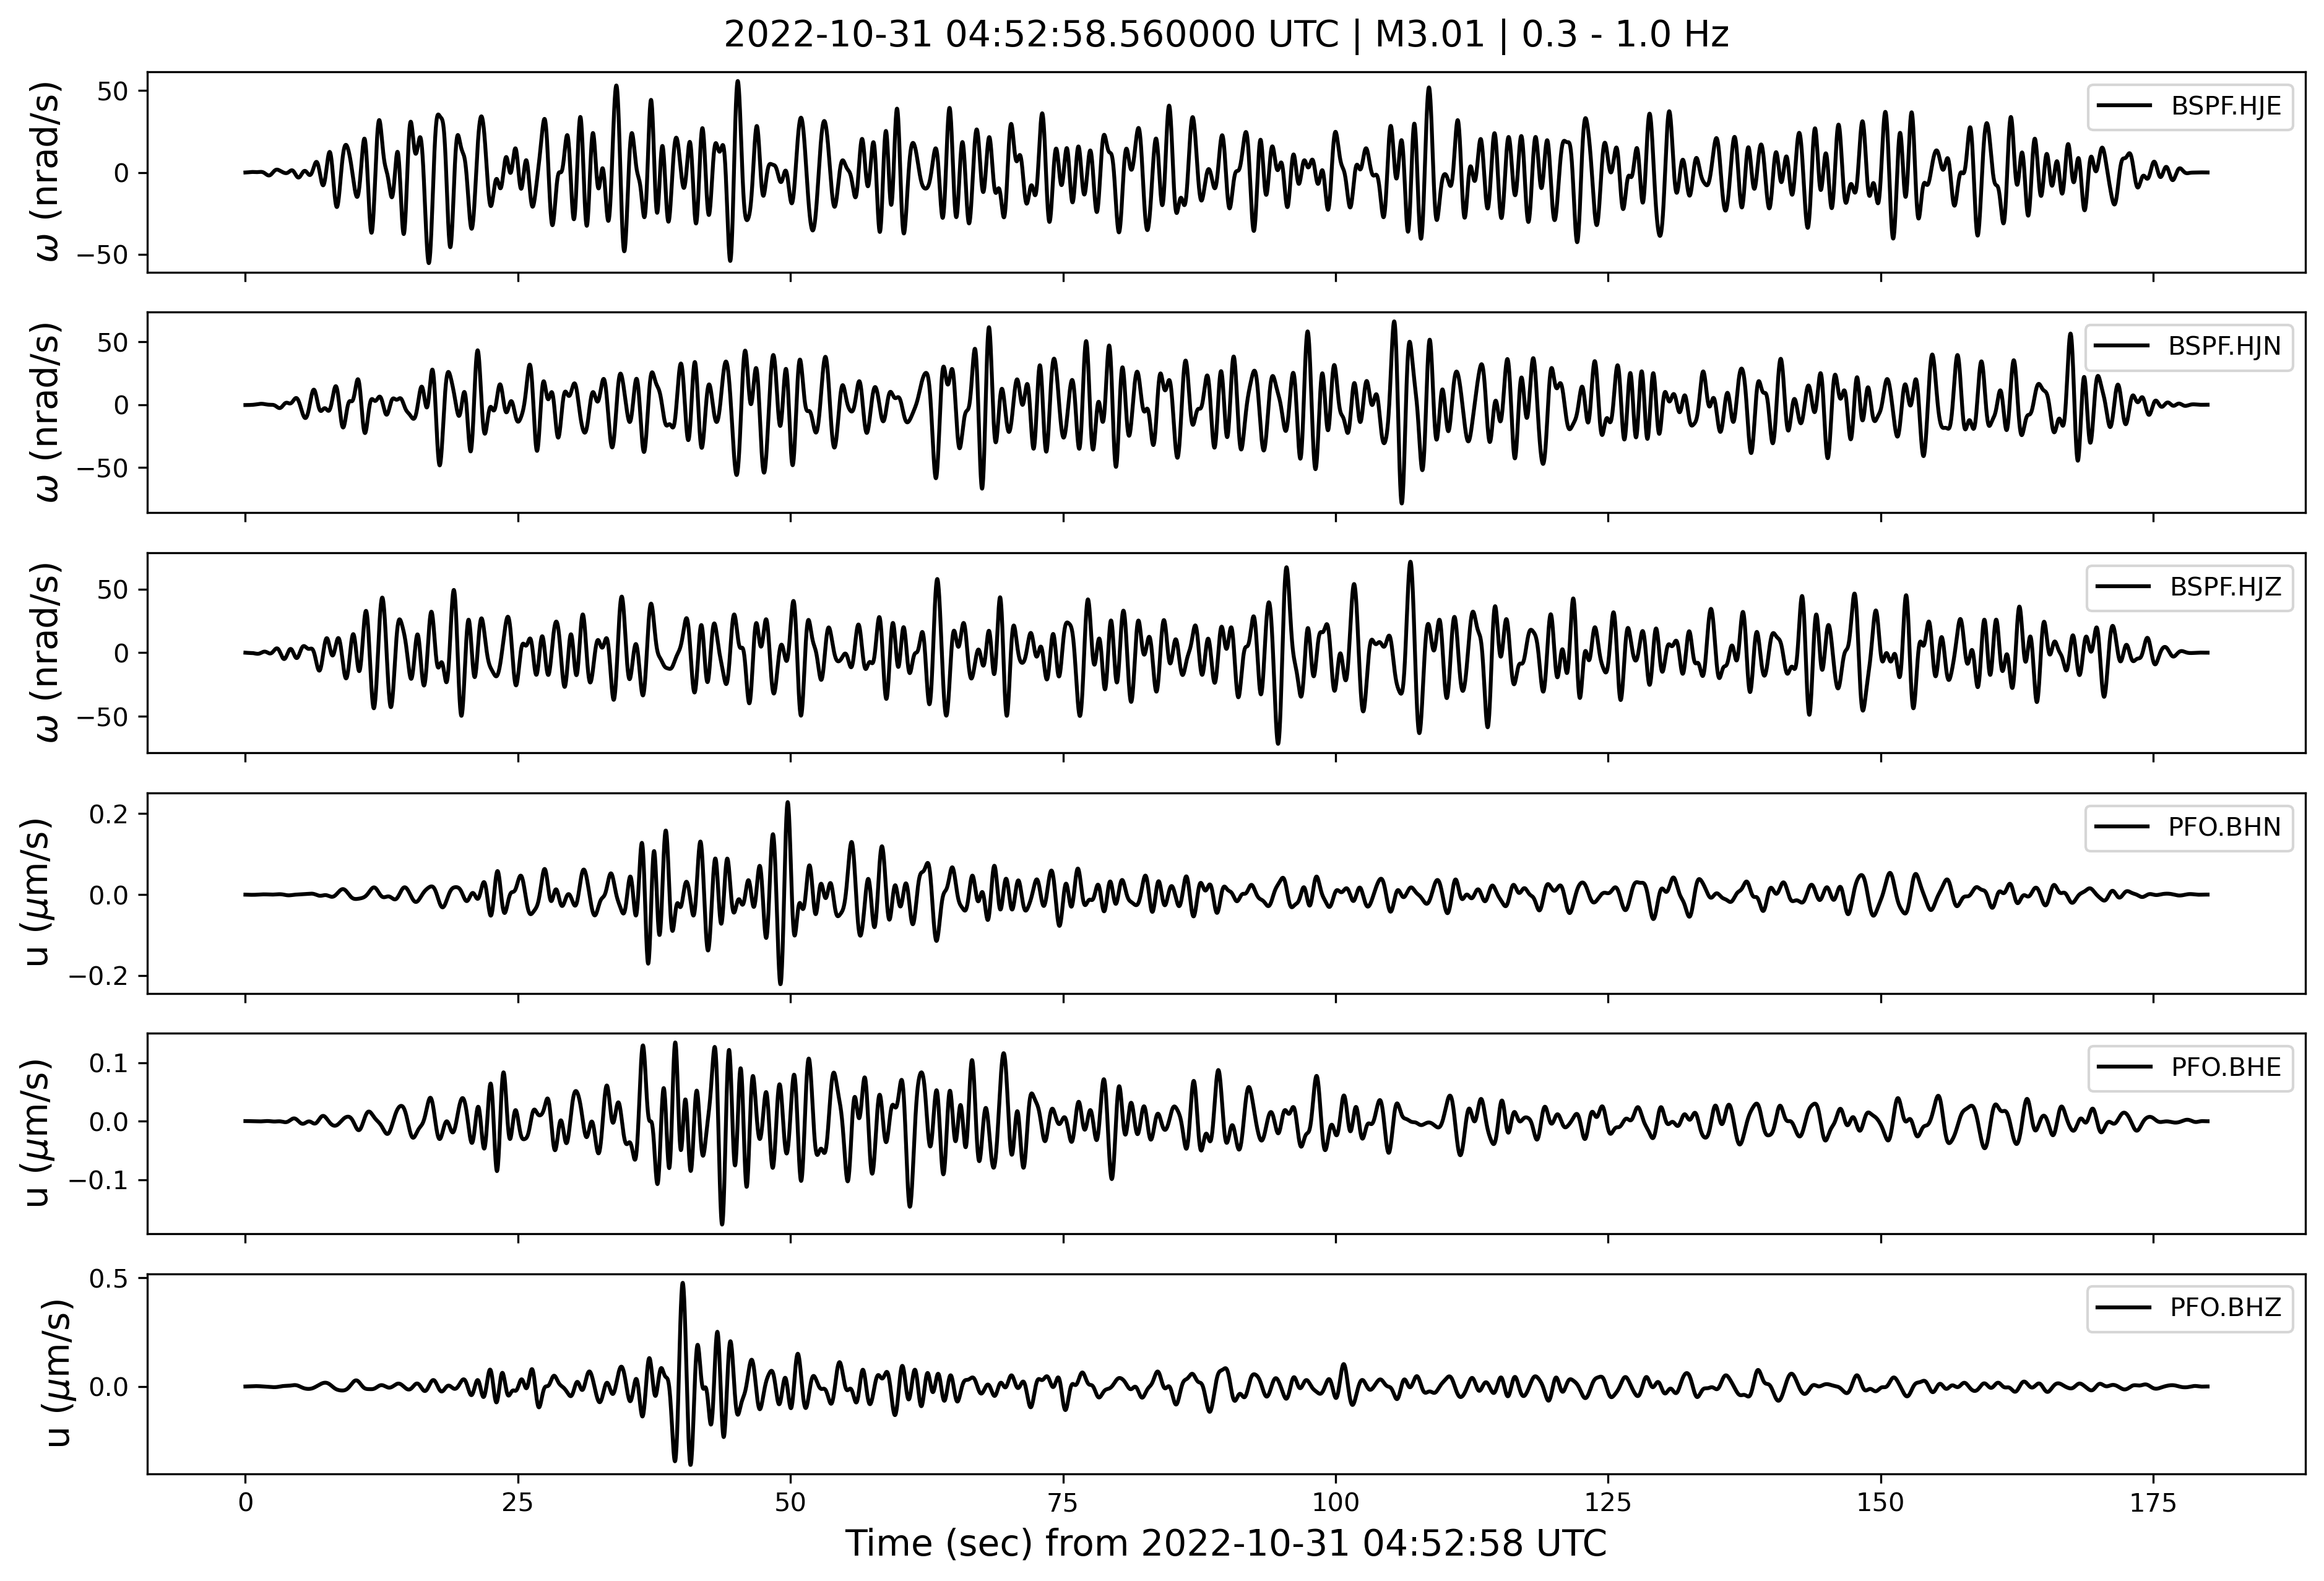 2022-10-31 04:52:58.560000 UTC | M3.01 | 0.3 - 1.0 Hz
ω (nrad/s)
50
0
−50
BSPF.HJE
ω (nrad/s)
50
0
−50
BSPF.HJN
ω (nrad/s)
50
0
−50
BSPF.HJZ
u (μm/s)
0.2
0.0
−0.2
PFO.BHN
u (μm/s)
0.1
0.0
−0.1
PFO.BHE
u (μm/s)
0.5
0.0
PFO.BHZ
0 25 50 75 100 125 150 175
Time (sec) from 2022-10-31 04:52:58 UTC